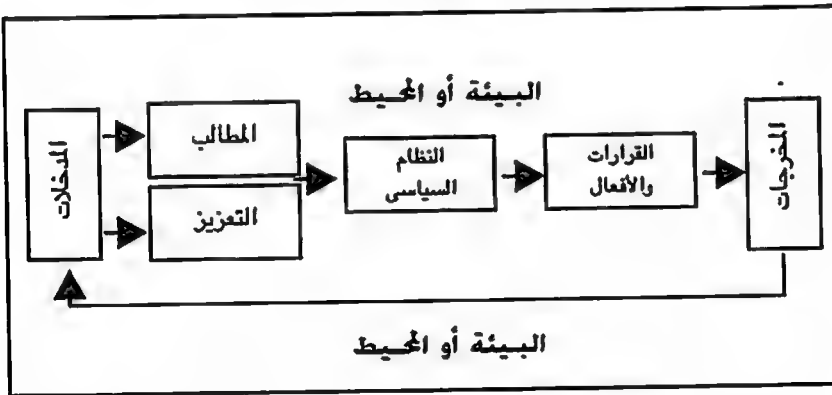 البيئة أو المحيط
المدخلات
المطالب
التعزيز
النظام
السياسى
القرارات
والأفعال
المخرجات
البيئة أو المحيط